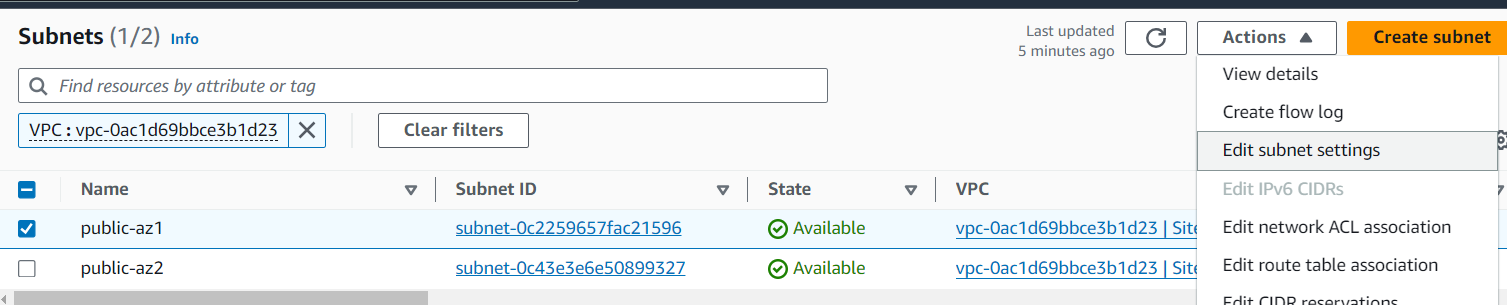 Subnets (1/2) Info
Last updated
5 minutes ago
Actions
Create subnet
Find resources by attribute or tag
VPC : vpc-0ac1d69bbce3b1d23
Clear filters
View details
Create flow log
Edit subnet settings
Edit IPv6 CIDRs
Edit network ACL association
Edit route table association
Edit CIDR reservations
Name Subnet ID State VPC
public-az1 subnet-0c2259657fac21596 Available vpc-0ac1d69bbce3b1d23 | Site
public-az2 subnet-0c43e3e6e50899327 Available vpc-0ac1d69bbce3b1d23 | Site